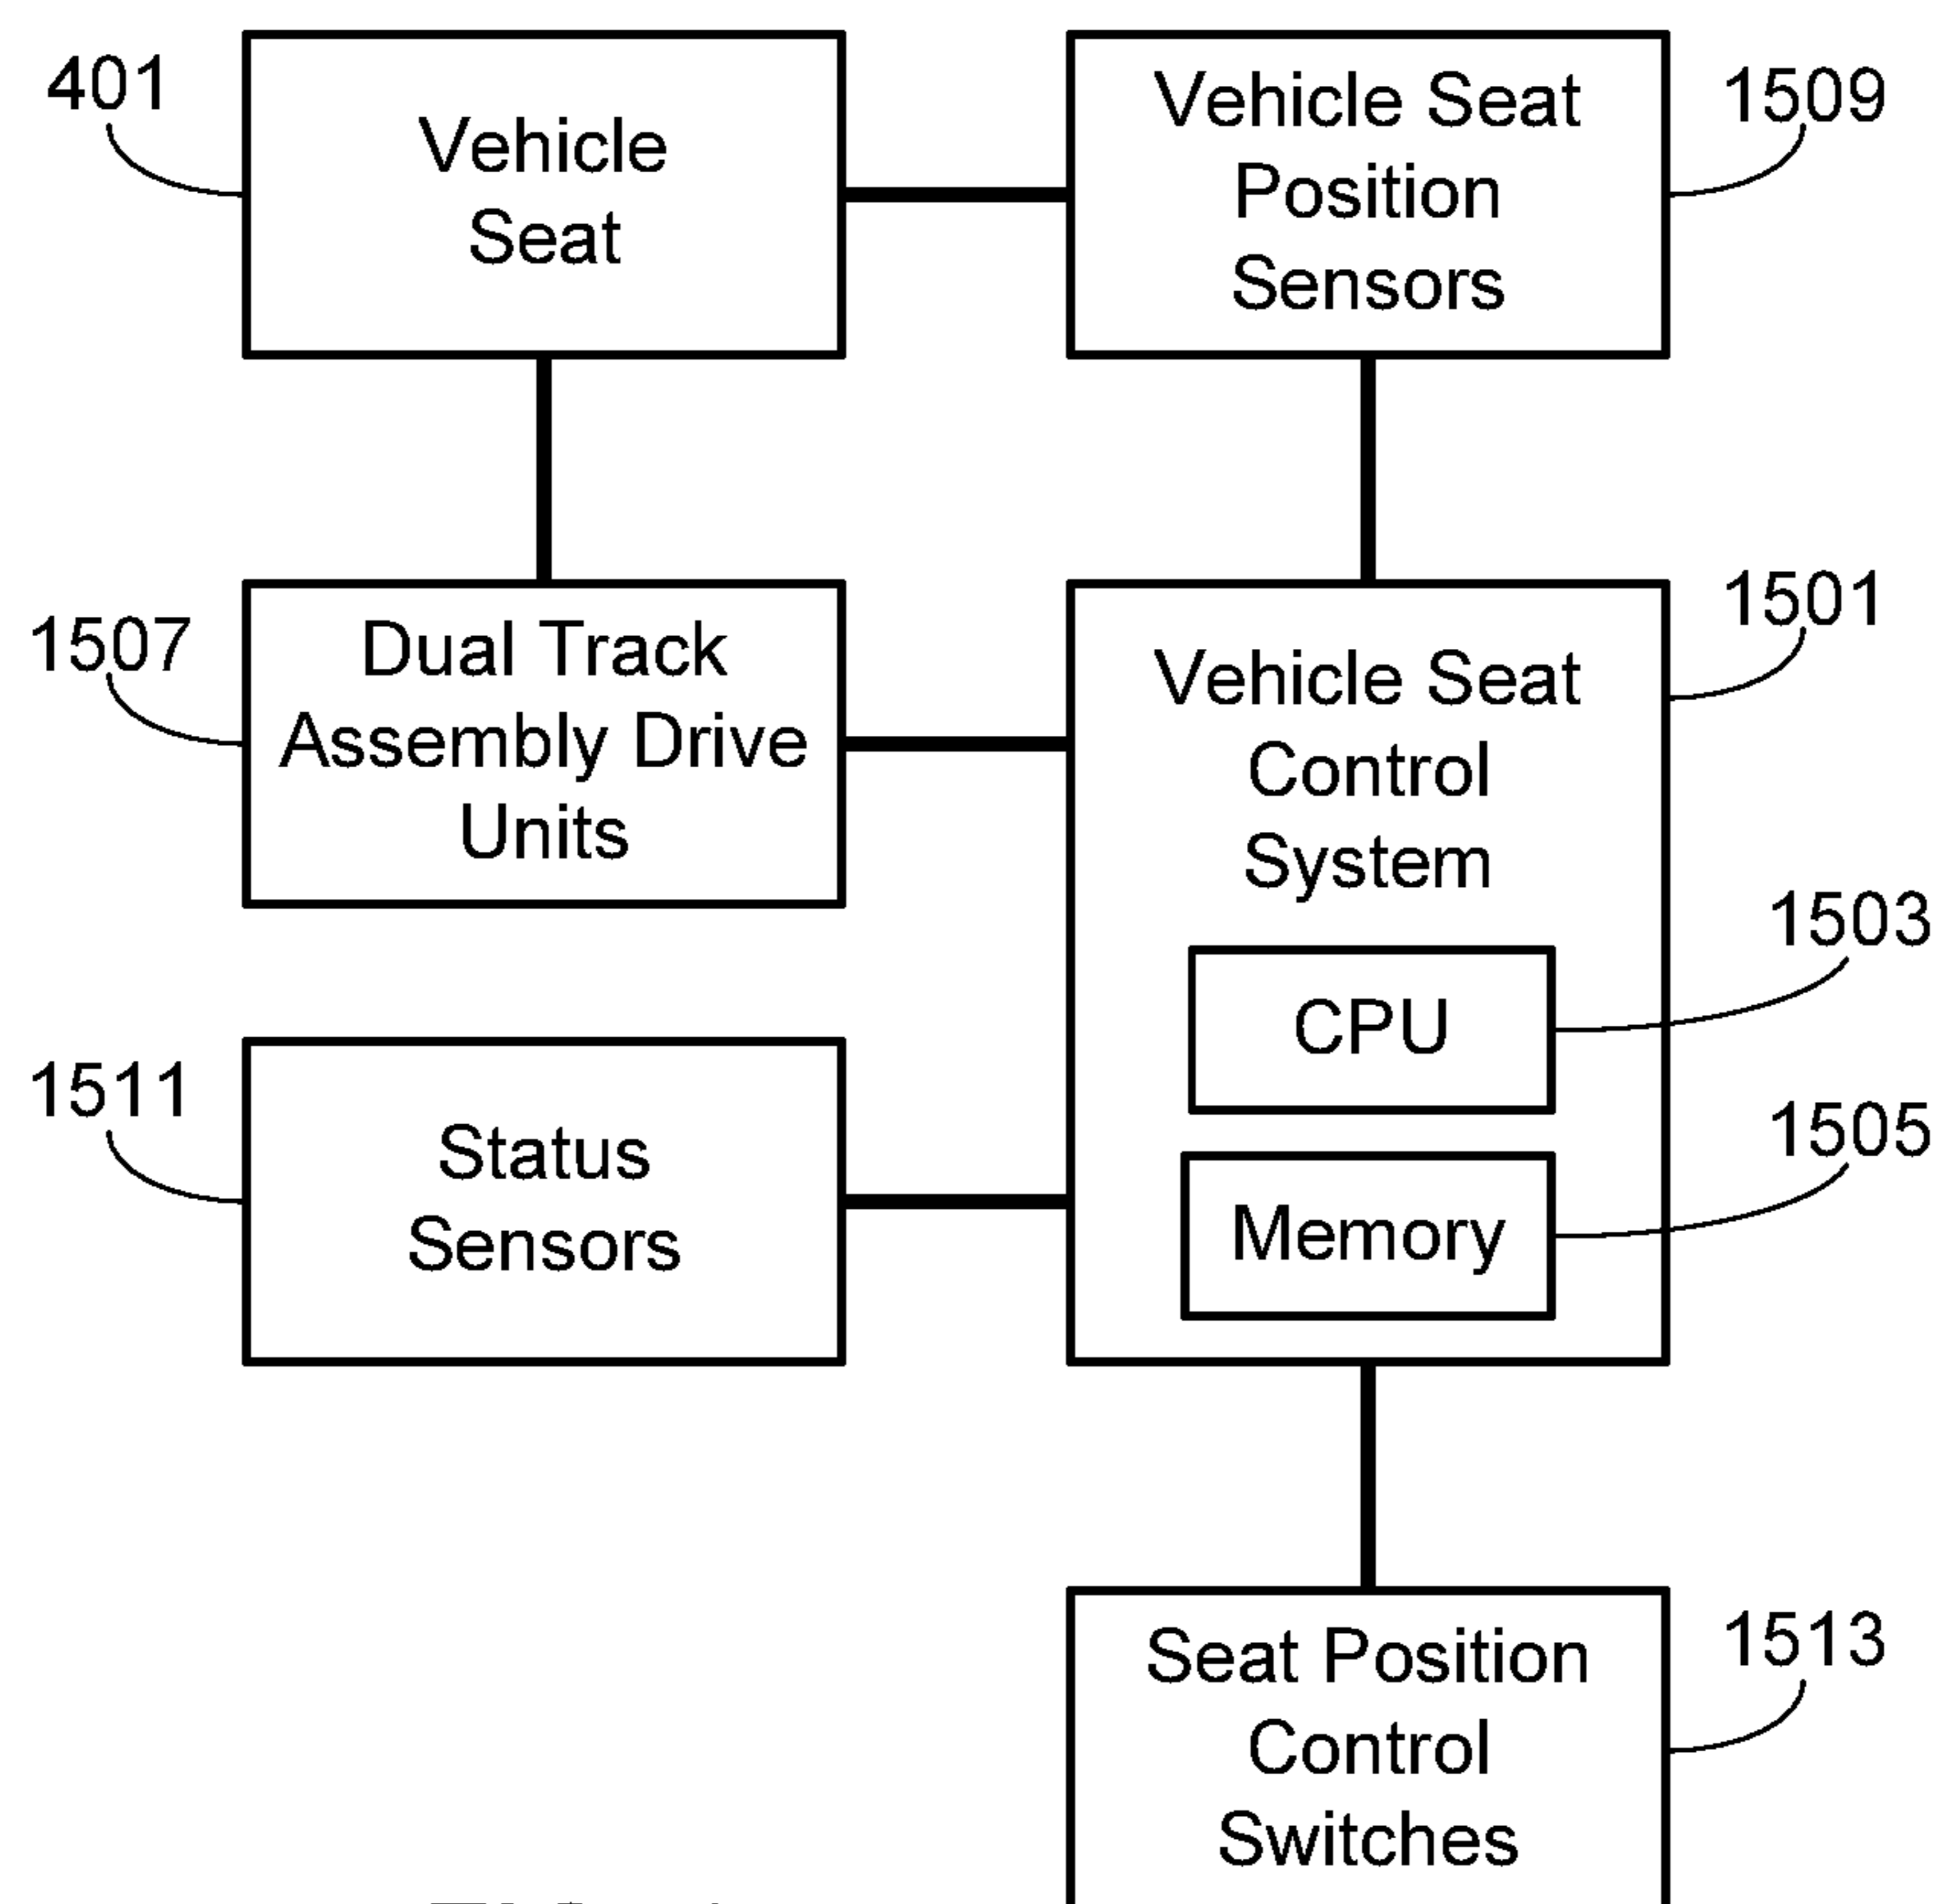 401
Vehicle
Seat
Vehicle Seat
Position
Sensors
1509
1507
Dual Track
Assembly Drive
Units
Vehicle Seat
Control
System
1501
CPU
1503
Memory
1505
1511
Status
Sensors
Seat Position
Control
Switches
1513